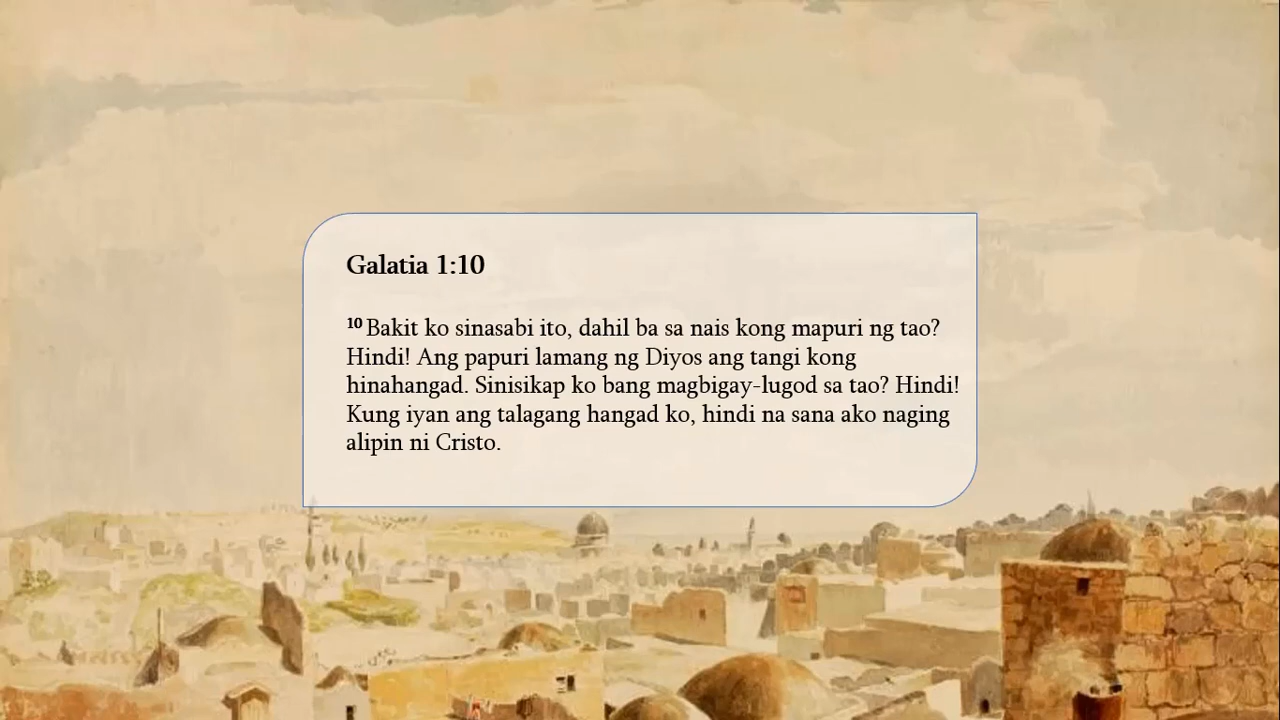 Galatia 1:10
10 Bakit ko sinasabi ito, dahil ba sa nais kong mapuri ng tao?
Hindi! Ang papuri lamang ng Diyos ang tangi kong
hinahangad. Sinisikap ko bang magbigay-lugod sa tao? Hindi!
Kung iyan ang talagang hangad ko, hindi na sana ako naging
alipin ni Cristo.